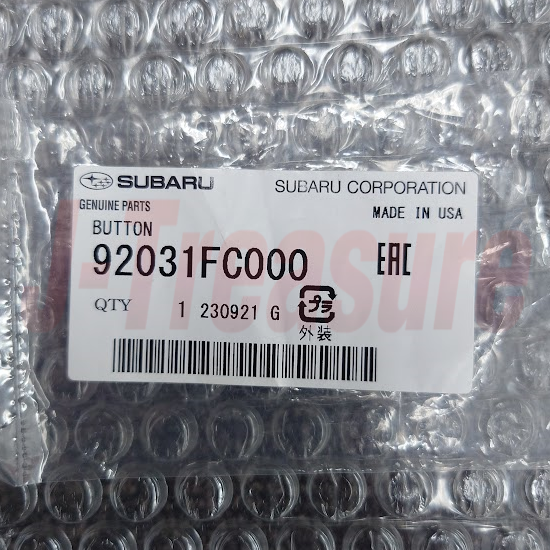 SUBARU SUBARU CORPORATION
GENUINE PARTS MADE IN USA
BUTTON
92031FC000 EAC
QTY 1 230921 G プラ
外装
J-Treasure